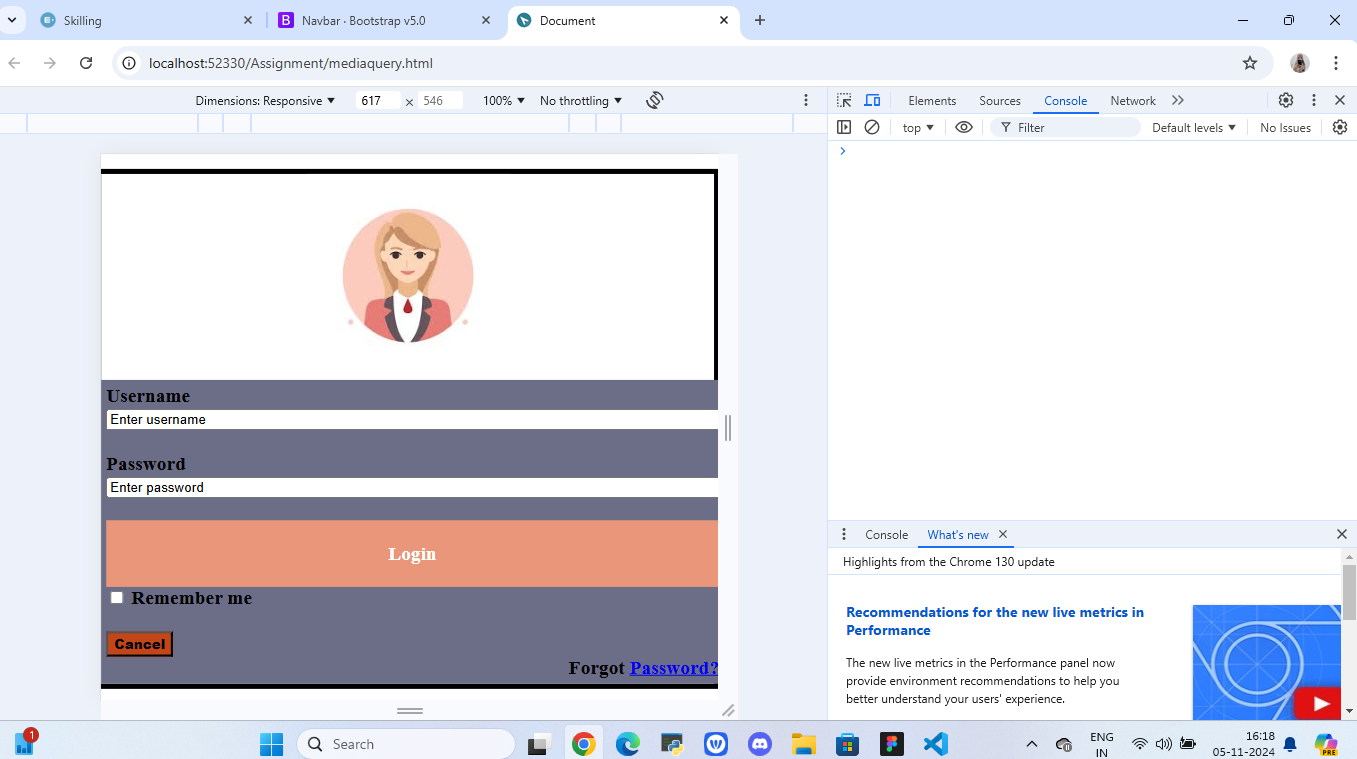 Skilling
Navbar · Bootstrap v5.0
Document
localhost:52330/Assignment/mediaquery.html
Dimensions: Responsive 617 × 546 100% No throttling
Elements Sources Console Network
top Filter Default levels No Issues
Username
Enter username
Password
Enter password
Login
Remember me
Cancel
Forgot Password?
Console What's new
Highlights from the Chrome 130 update
Recommendations for the new live metrics in
Performance
The new live metrics in the Performance panel now
provide environment recommendations to help you
better understand your users' experience.
1
Search
ENG
IN
16:18
05-11-2024
PRE